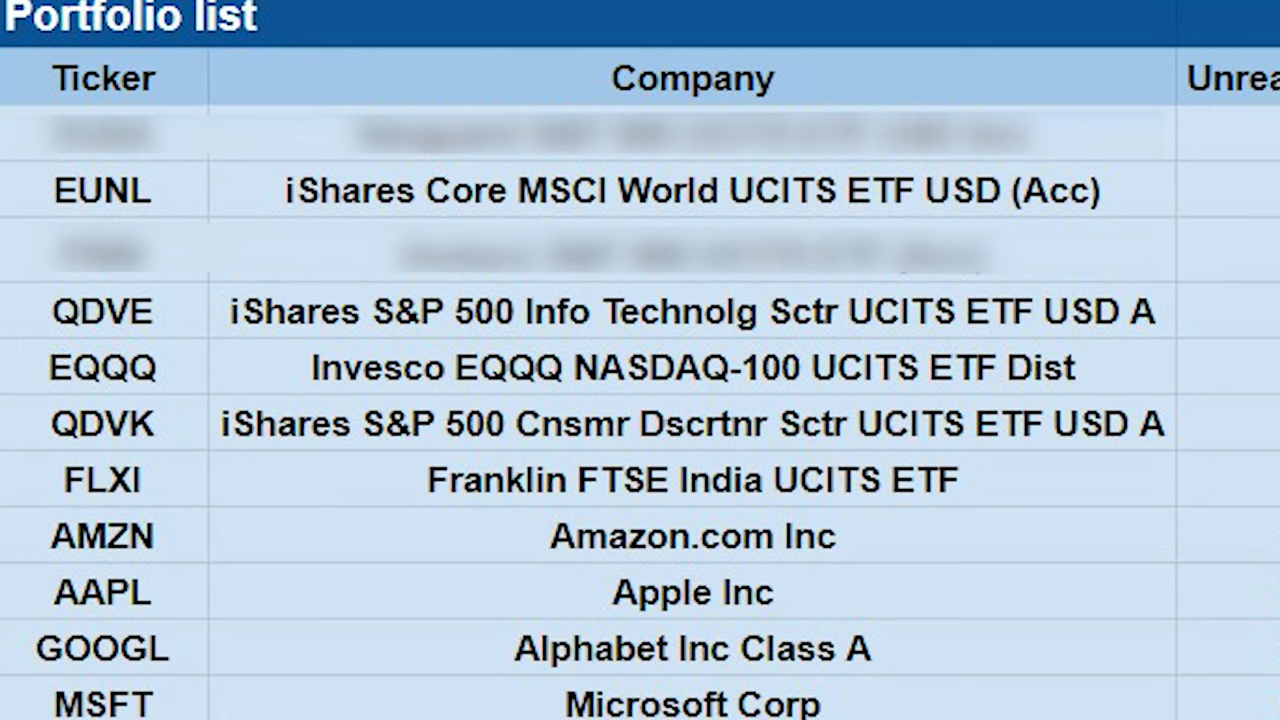 Portfolio list
Ticker Company Unrea
EUNL iShares Core MSCI World UCITS ETF USD (Acc)
QDVE iShares S&P 500 Info Technolg Sctr UCITS ETF USD A
EQQQ Invesco EQQQ NASDAQ-100 UCITS ETF Dist
QDVK iShares S&P 500 Cnsmr Dscrtnr Sctr UCITS ETF USD A
FLXI Franklin FTSE India UCITS ETF
AMZN Amazon.com Inc
AAPL Apple Inc
GOOGL Alphabet Inc Class A
MSFT Microsoft Corp